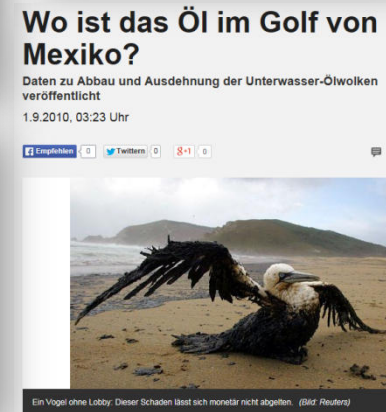 Wo ist das Öl im Golf von
Mexiko?
Daten zu Abbau und Ausdehnung der Unterwasser-Ölwolken
veröffentlicht
1.9.2010, 03:23 Uhr
Empfehlen 0 Twittern 0 g+1 0
Ein Vogel ohne Lobby: Dieser Schaden lässt sich monetär nicht abgelten. (Bild: Reuters)